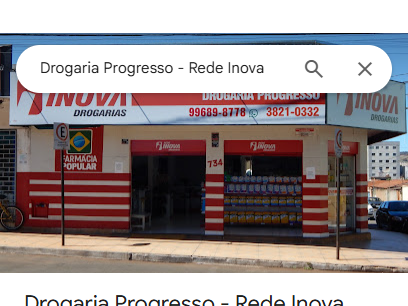 Drogaria Progresso - Rede Inova
INOVA
DROGARIAS
DROGARIA PROGRESSO
99689-8778 3821-0332
INOVA
DROGARIAS
E
FARMACIA
POPULAR
INOVA
INOVA
734
E
Drogaria Progresso - Rede Inova